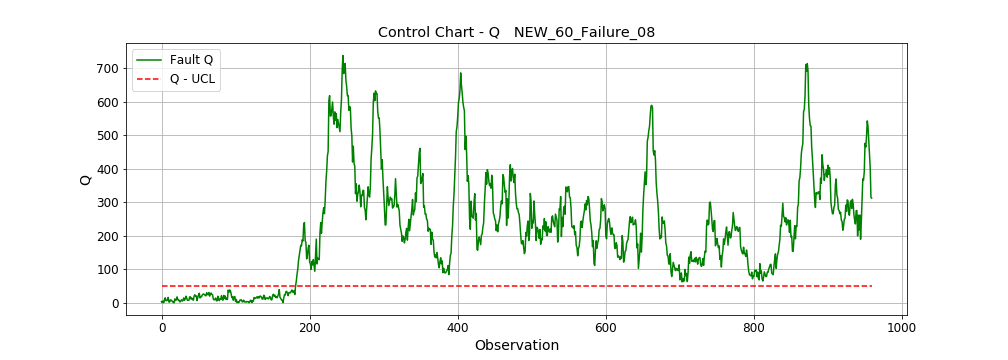 Control Chart - Q   NEW_60_Failure_08
Fault Q
Q - UCL
Q
700
600
500
400
300
200
100
0
0 200 400 600 800 1000
Observation